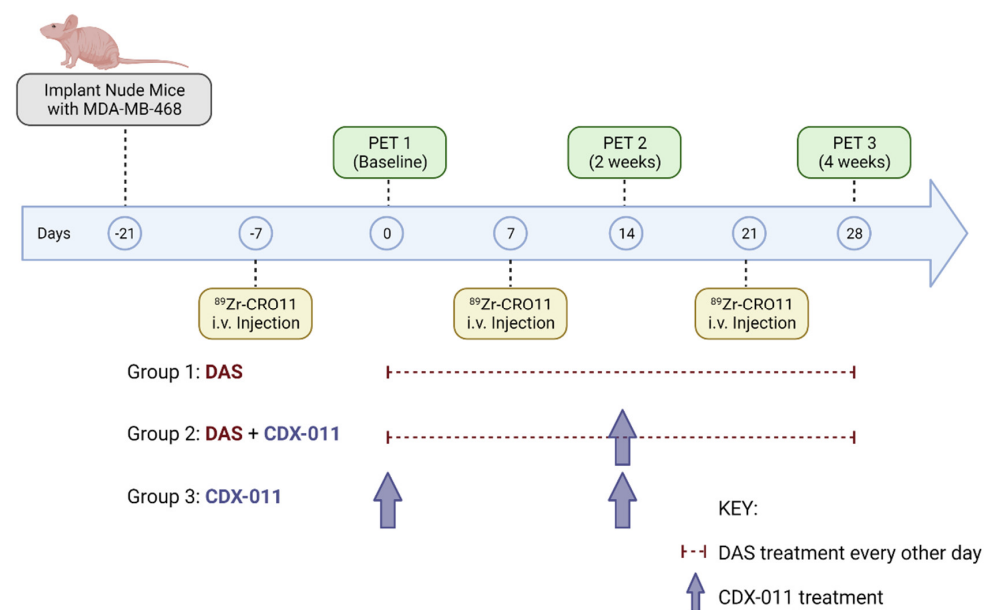 Implant Nude Mice
with MDA-MB-468
PET 1
(Baseline)
PET 2
(2 weeks)
PET 3
(4 weeks)
Days
-21
-7
0
7
14
21
28
⁸⁹Zr-CRO11
i.v. Injection
⁸⁹Zr-CRO11
i.v. Injection
⁸⁹Zr-CRO11
i.v. Injection
Group 1: DAS
Group 2: DAS + CDX-011
Group 3: CDX-011
KEY:
DAS treatment every other day
CDX-011 treatment